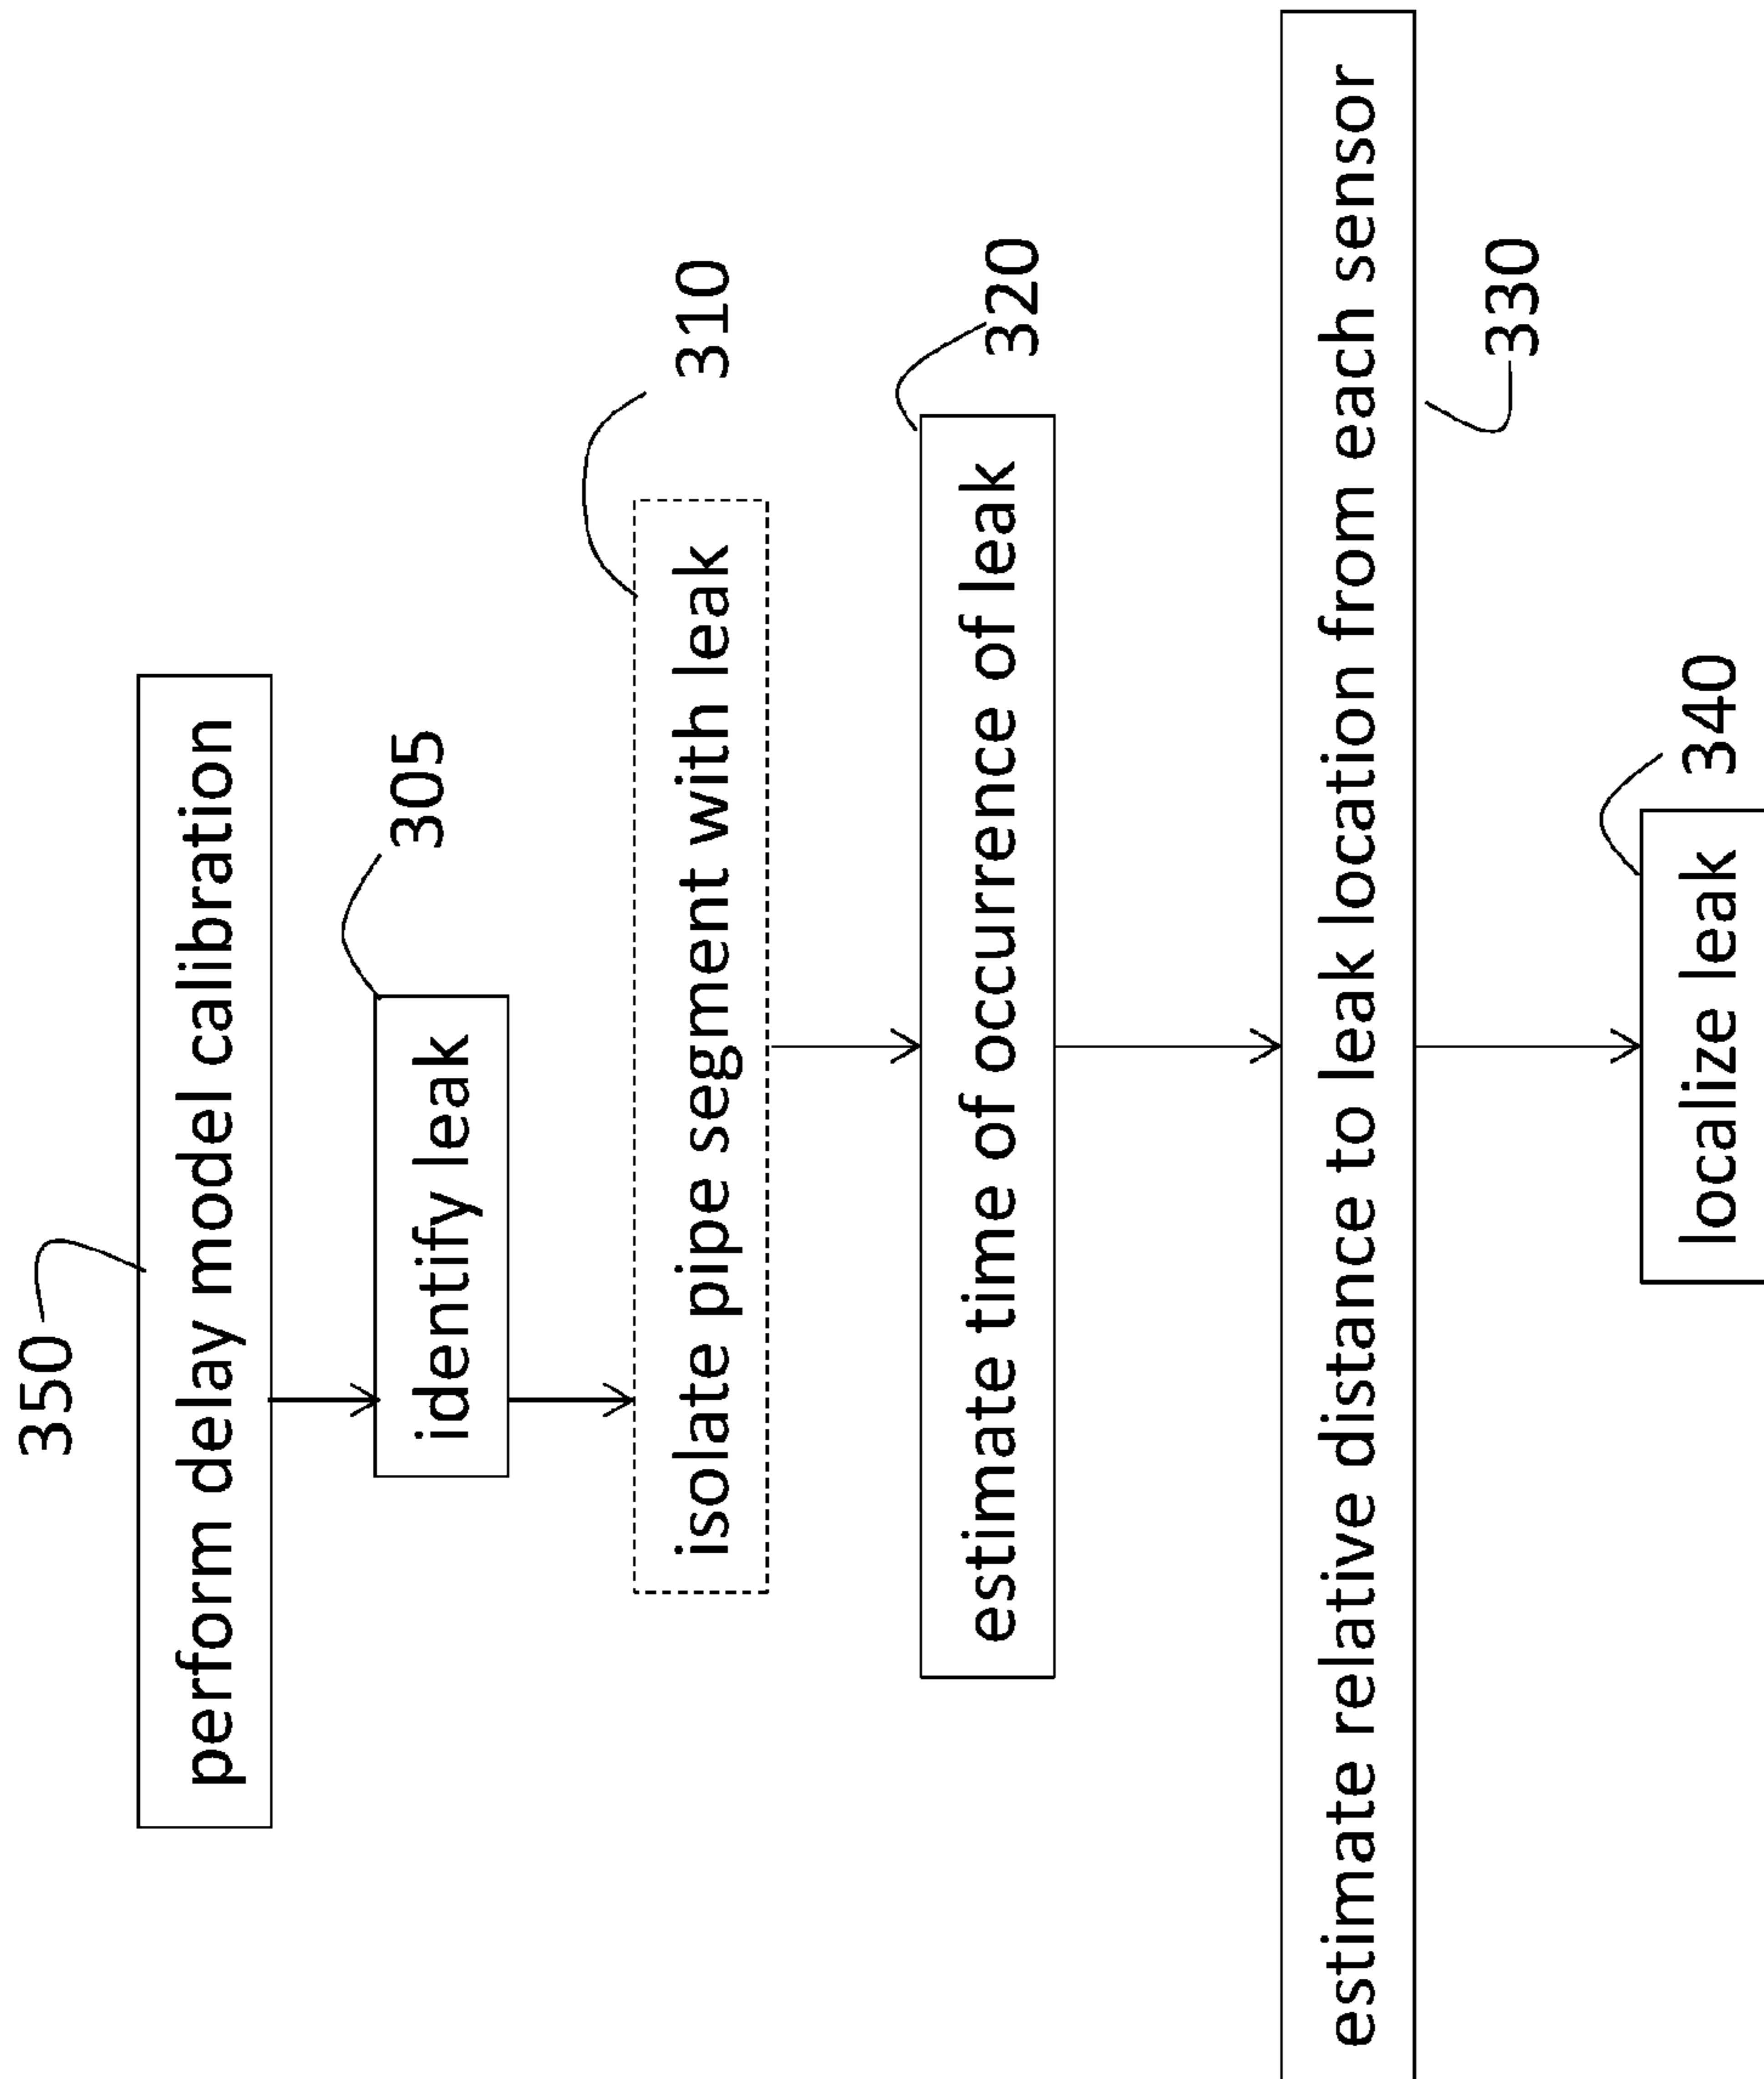 350
perform delay model calibration
305
identify leak
310
isolate pipe segment with leak
320
estimate time of occurrence of leak
estimate relative distance to leak location from each sensor
330
340
localize leak